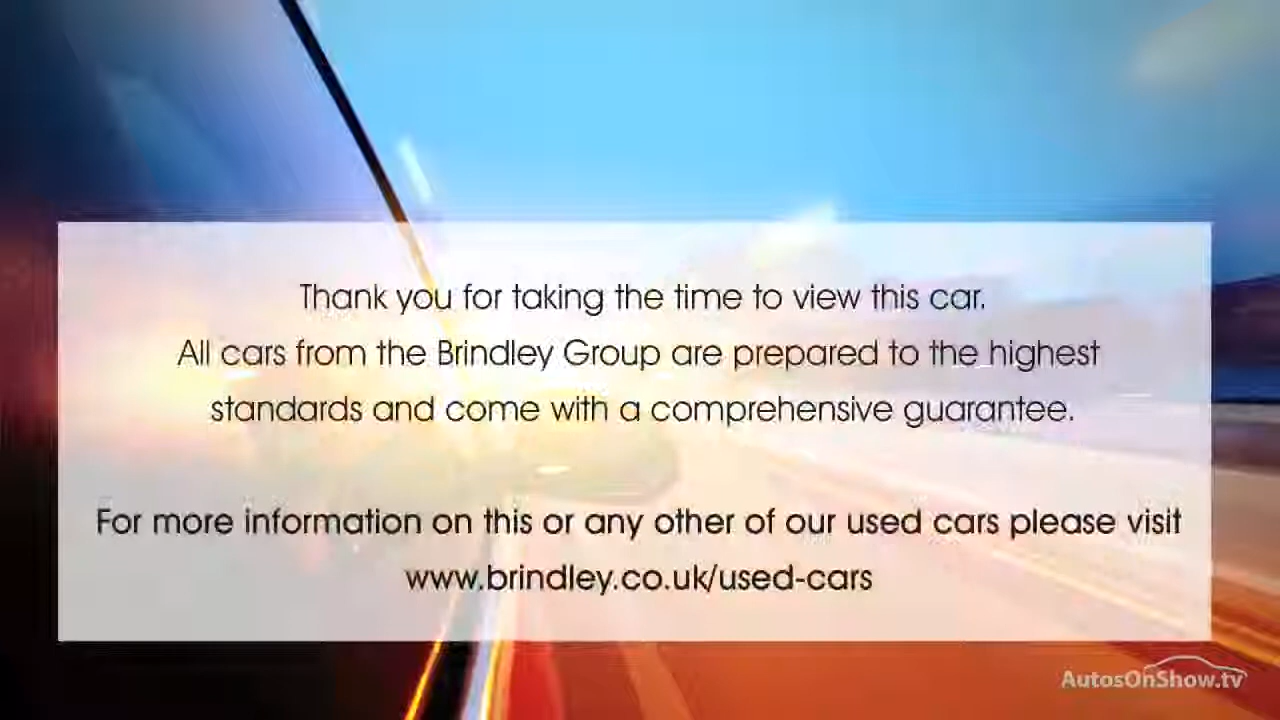 Thank you for taking the time to view this car.
All cars from the Brindley Group are prepared to the highest
standards and come with a comprehensive guarantee.
For more information on this or any other of our used cars please visit
www.brindley.co.uk/used-cars
AutosOnShow.tv